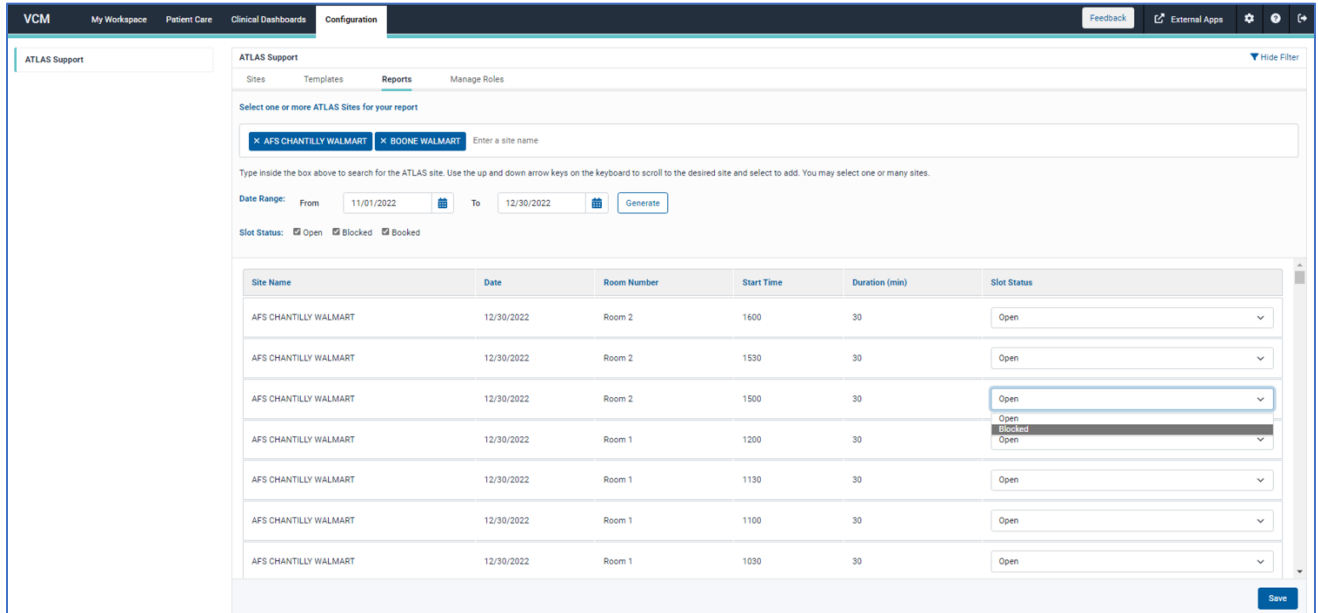 VCM My Workspace Patient Care Clinical Dashboards Configuration Feedback External Apps
ATLAS Support
ATLAS Support Hide Filter
Sites Templates Reports Manage Roles
Select one or more ATLAS Sites for your report
× AFS CHANTILLY WALMART × BOONE WALMART Enter a site name
Type inside the box above to search for the ATLAS site. Use the up and down arrow keys on the keyboard to scroll to the desired site and select to add. You may select one or many sites.
Date Range: From 11/01/2022 To 12/30/2022 Generate
Slot Status: Open Blocked Booked
Site Name Date Room Number Start Time Duration (min) Slot Status
AFS CHANTILLY WALMART 12/30/2022 Room 2 1600 30 Open
AFS CHANTILLY WALMART 12/30/2022 Room 2 1530 30 Open
AFS CHANTILLY WALMART 12/30/2022 Room 2 1500 30 Open
Open
Blocked
AFS CHANTILLY WALMART 12/30/2022 Room 1 1200 30 Open
AFS CHANTILLY WALMART 12/30/2022 Room 1 1130 30 Open
AFS CHANTILLY WALMART 12/30/2022 Room 1 1100 30 Open
AFS CHANTILLY WALMART 12/30/2022 Room 1 1030 30 Open
Save